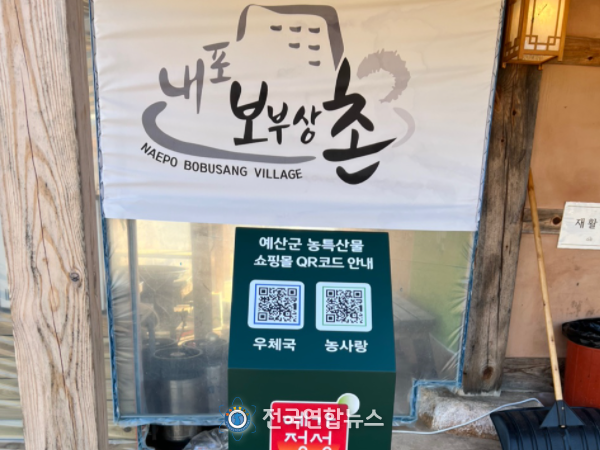 내포
보부상촌
NAEPO BOBUSANG VILLAGE
예산군 농특산물
쇼핑몰 QR코드 안내
우체국
농사랑
재활
전국연합뉴스
정성